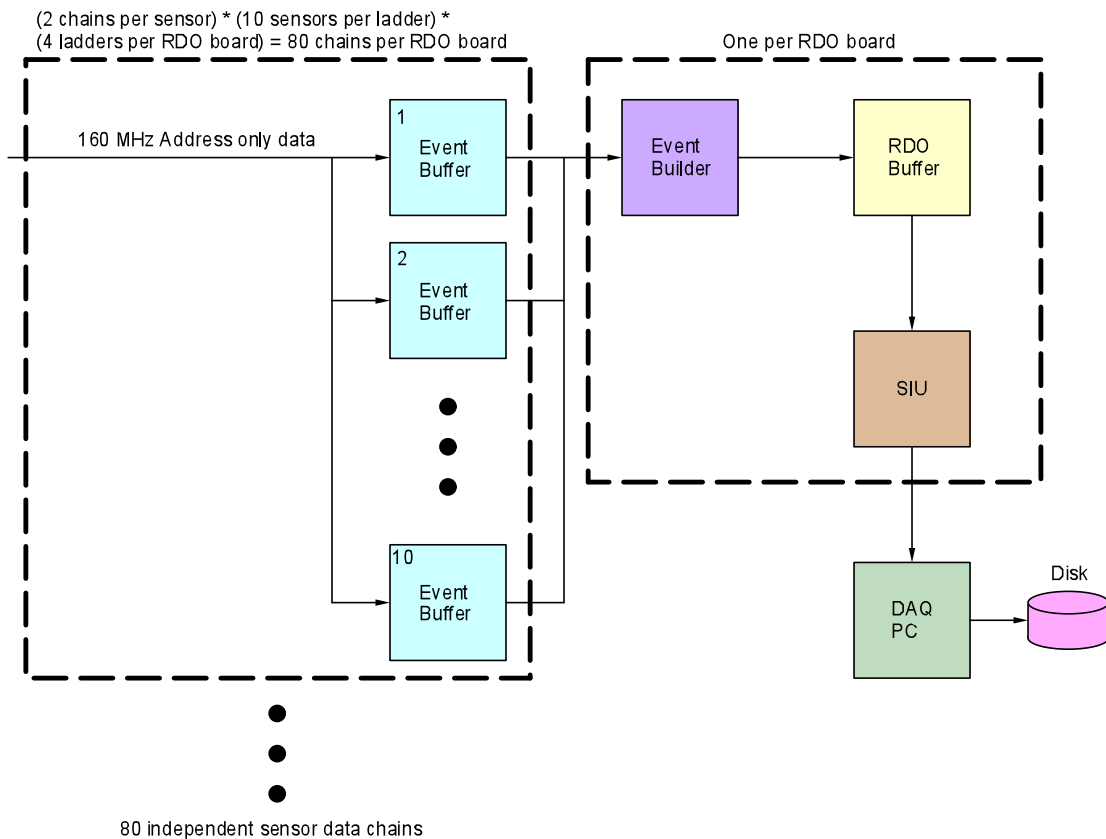 (2 chains per sensor) * (10 sensors per ladder) *
(4 ladders per RDO board) = 80 chains per RDO board
One per RDO board
160 MHz Address only data
1
Event
Buffer
Event
Builder
RDO
Buffer
2
Event
Buffer
SIU
10
Event
Buffer
DAQ
PC
Disk
80 independent sensor data chains